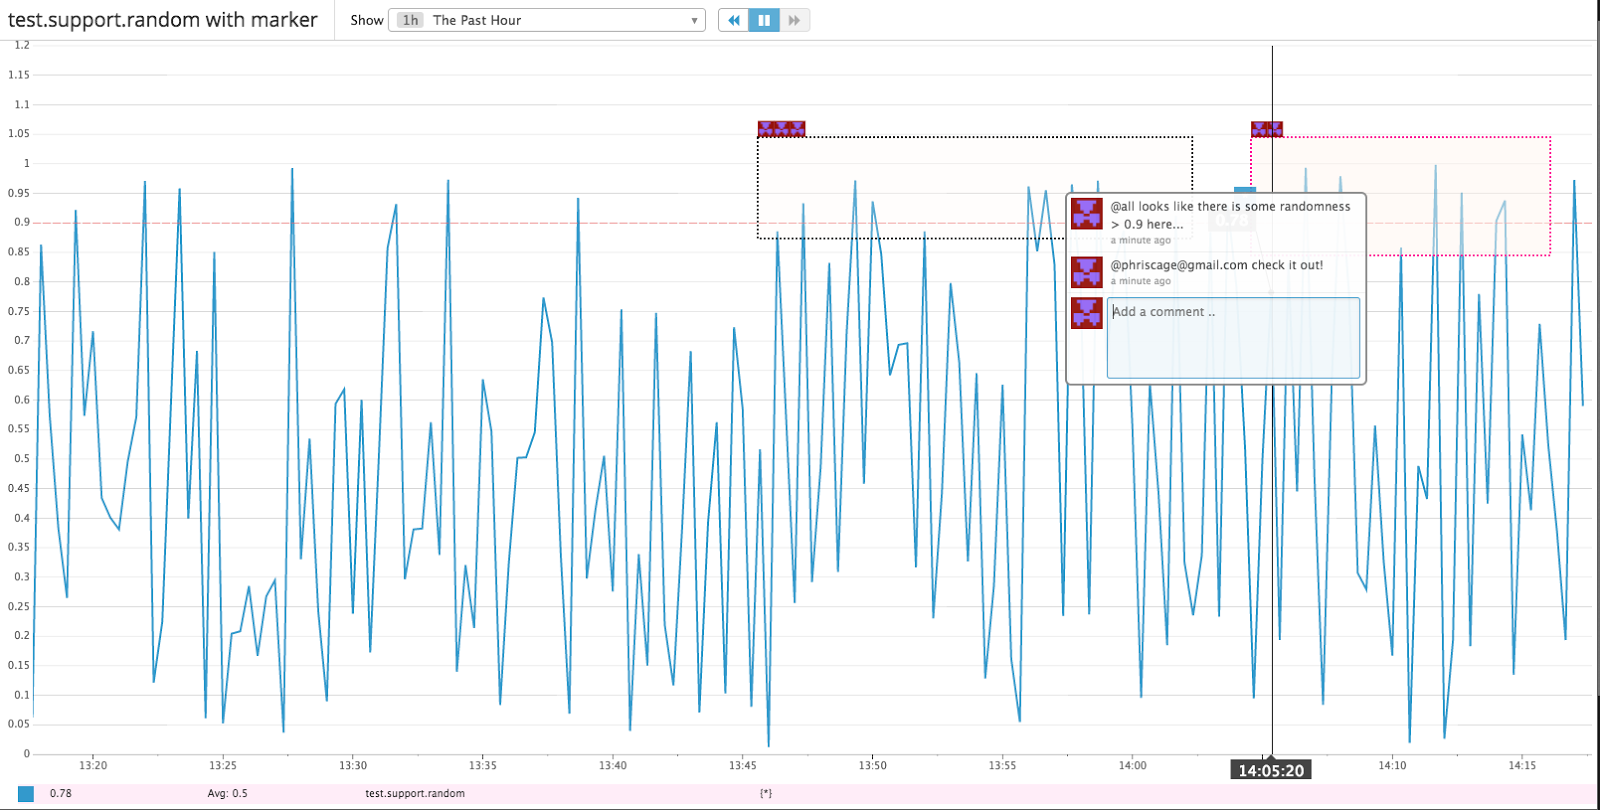 test.support.random with marker
Show 1h The Past Hour
1.2
1.15
1.1
1.05
1
0.95
0.9
0.85
0.8
0.75
0.7
0.65
0.6
0.55
0.5
0.45
0.4
0.35
0.3
0.25
0.2
0.15
0.1
0.05
0
@all looks like there is some randomness
> 0.9 here...
a minute ago
@phriscage@gmail.com check it out!
a minute ago
Add a comment ..
0.78
13:20 13:25 13:30 13:35 13:40 13:45 13:50 13:55 14:00 14:05:20 14:10 14:15
0.78 Avg: 0.5 test.support.random {*}